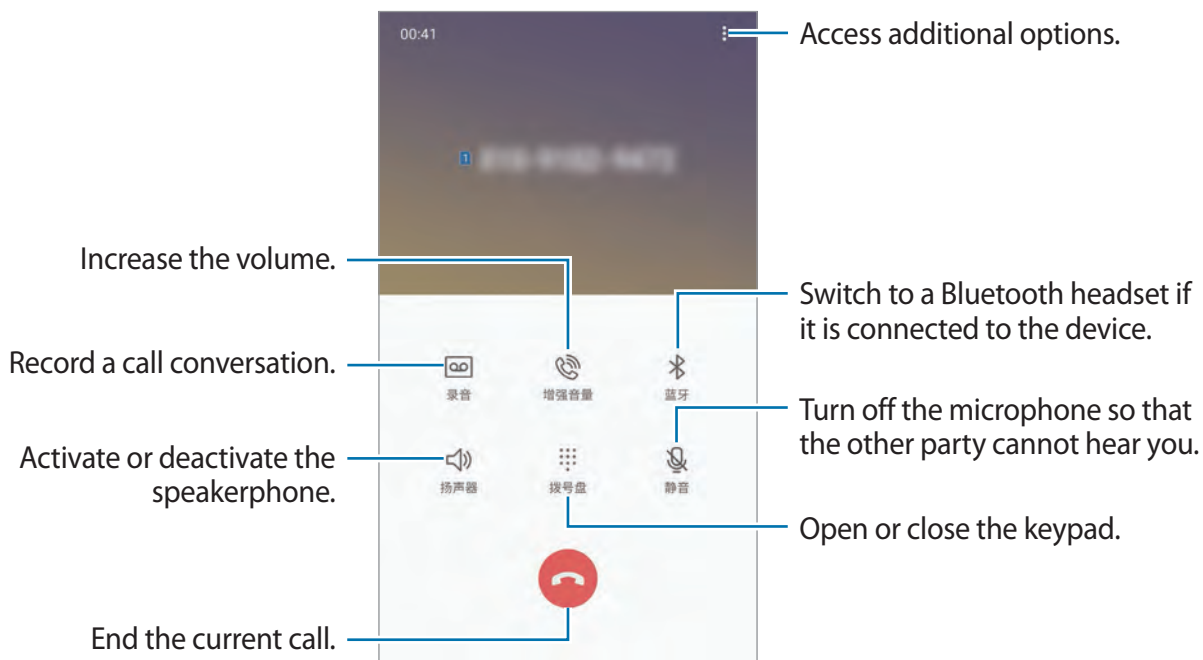 00:41
Access additional options.
1
Increase the volume.
Switch to a Bluetooth headset if
it is connected to the device.
Record a call conversation.
录音
增强音量
蓝牙
Turn off the microphone so that
the other party cannot hear you.
Activate or deactivate the
speakerphone.
扬声器
拨号盘
静音
Open or close the keypad.
End the current call.